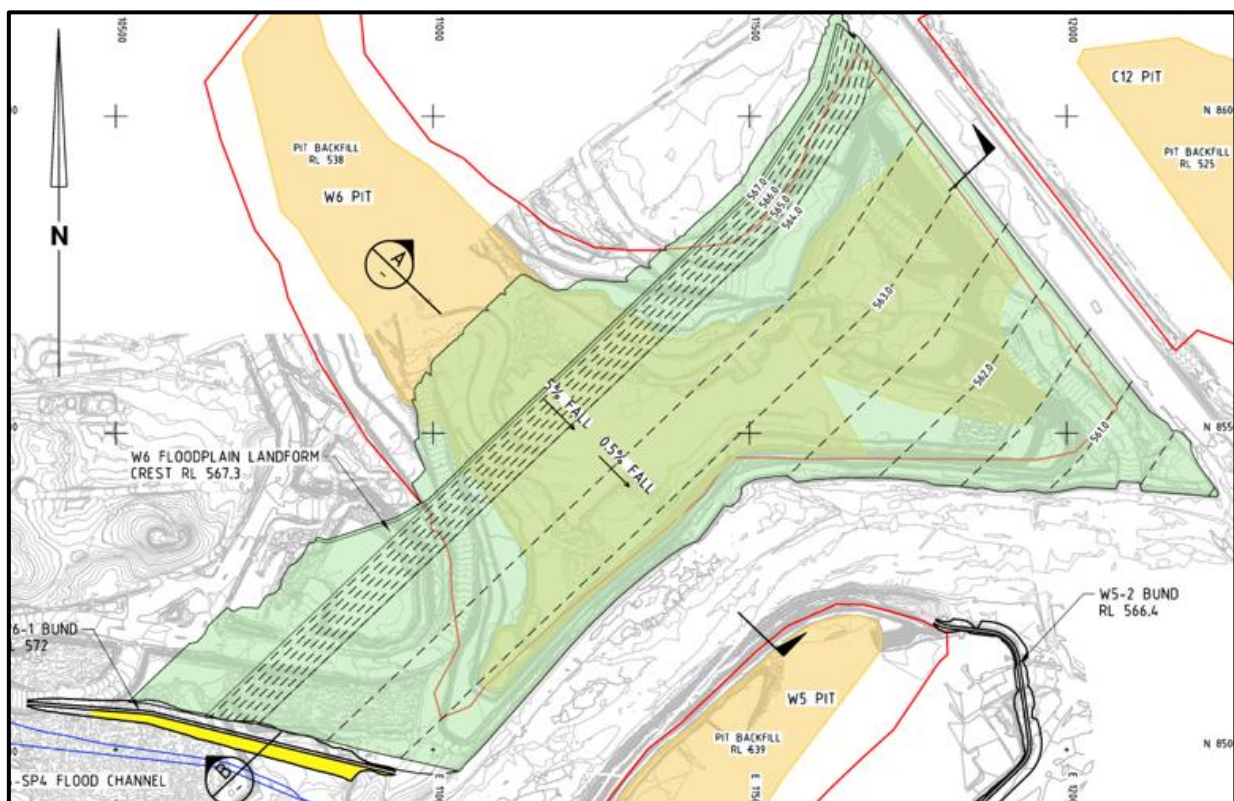 10500
11000
11500
12000
C12 PIT
N 860
PIT BACKFILL
RL 538
W6 PIT
PIT BACKFILL
RL 525
567.0
566.0
565.0
564.0
N
A
-
563.0
562.0
561.0
5% FALL
0.5% FALL
N 855
W6 FLOODPLAIN LANDFORM
CREST RL 567.3
W5-2 BUND
RL 566.4
6-1 BUND
572
W5 PIT
PIT BACKFILL
RL 639
N 850
B
-
-SP4 FLOOD CHANNEL
E 110
E 115
E 120